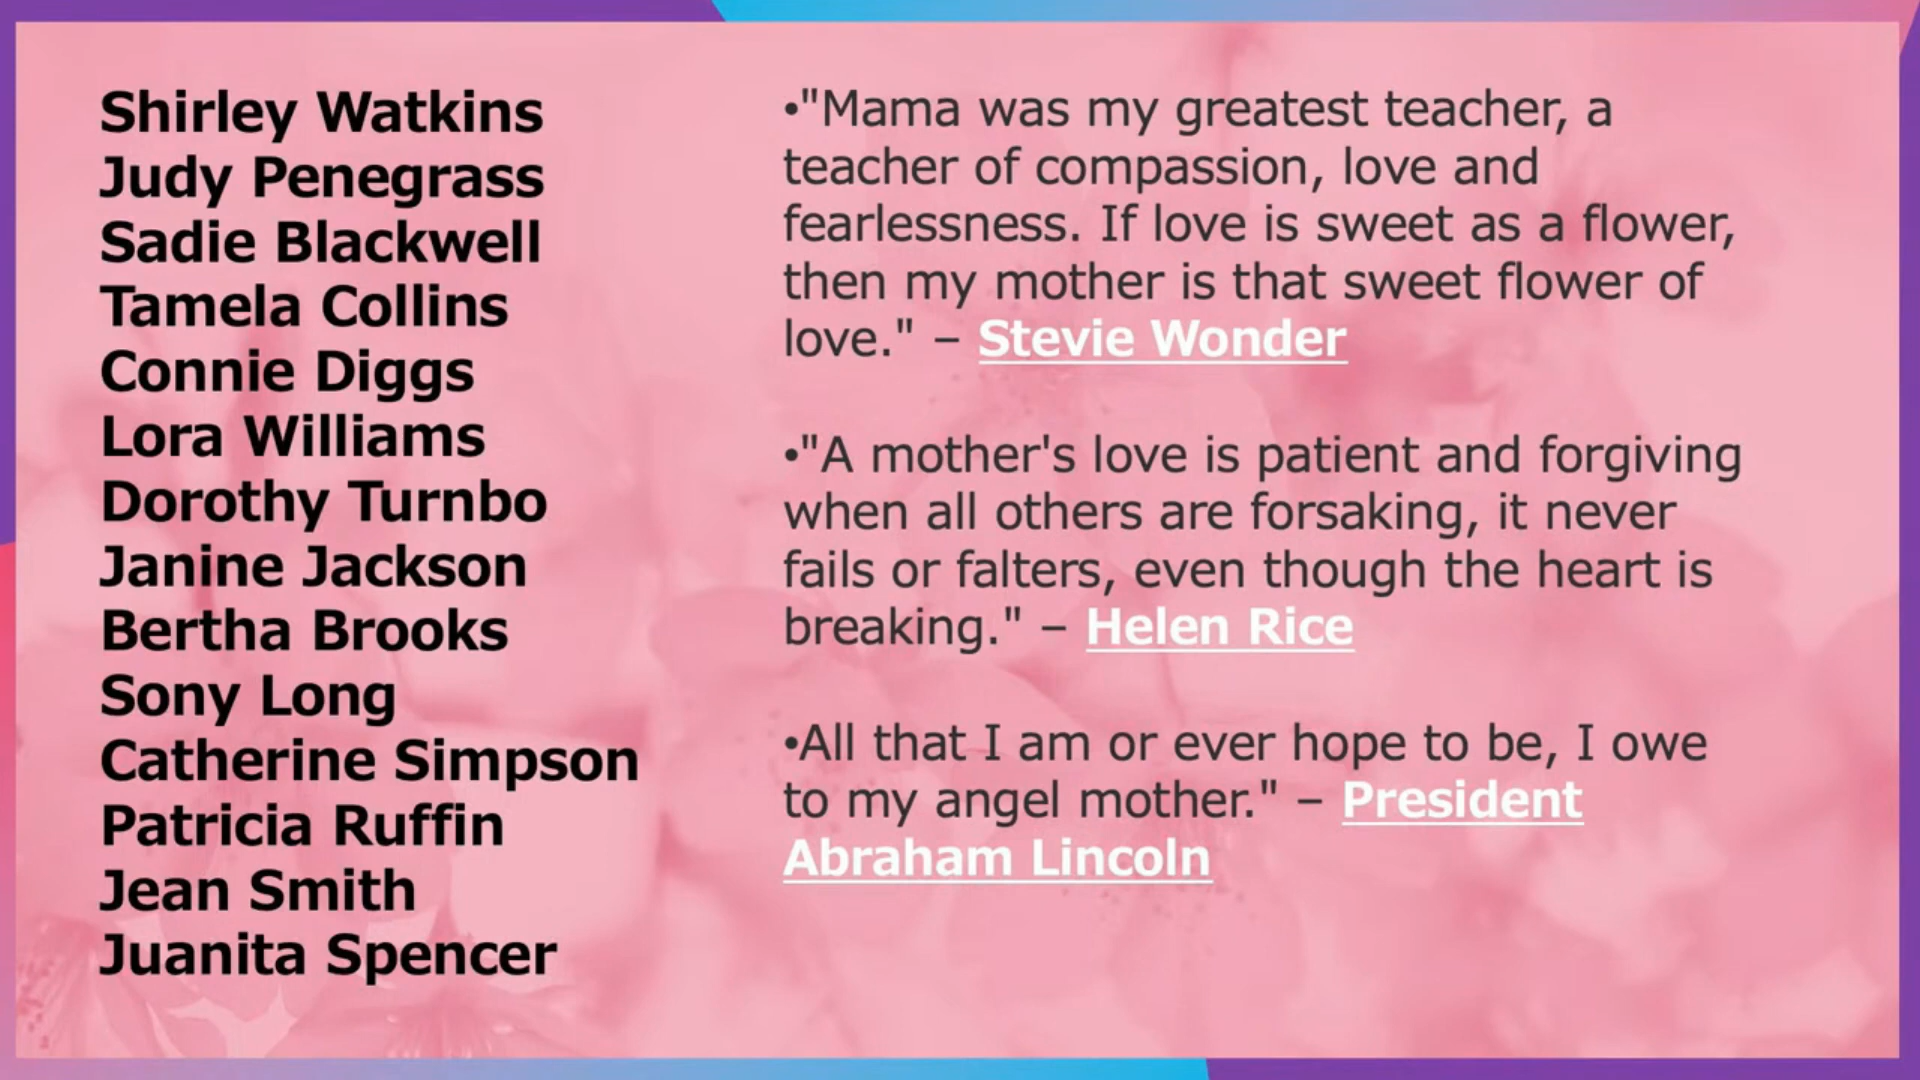 Shirley Watkins
Judy Penegrass
Sadie Blackwell
Tamela Collins
Connie Diggs
Lora Williams
Dorothy Turnbo
Janine Jackson
Bertha Brooks
Sony Long
Catherine Simpson
Patricia Ruffin
Jean Smith
Juanita Spencer
•"Mama was my greatest teacher, a
teacher of compassion, love and
fearlessness. If love is sweet as a flower,
then my mother is that sweet flower of
love." – Stevie Wonder
•"A mother's love is patient and forgiving
when all others are forsaking, it never
fails or falters, even though the heart is
breaking." – Helen Rice
•All that I am or ever hope to be, I owe
to my angel mother." – President
Abraham Lincoln